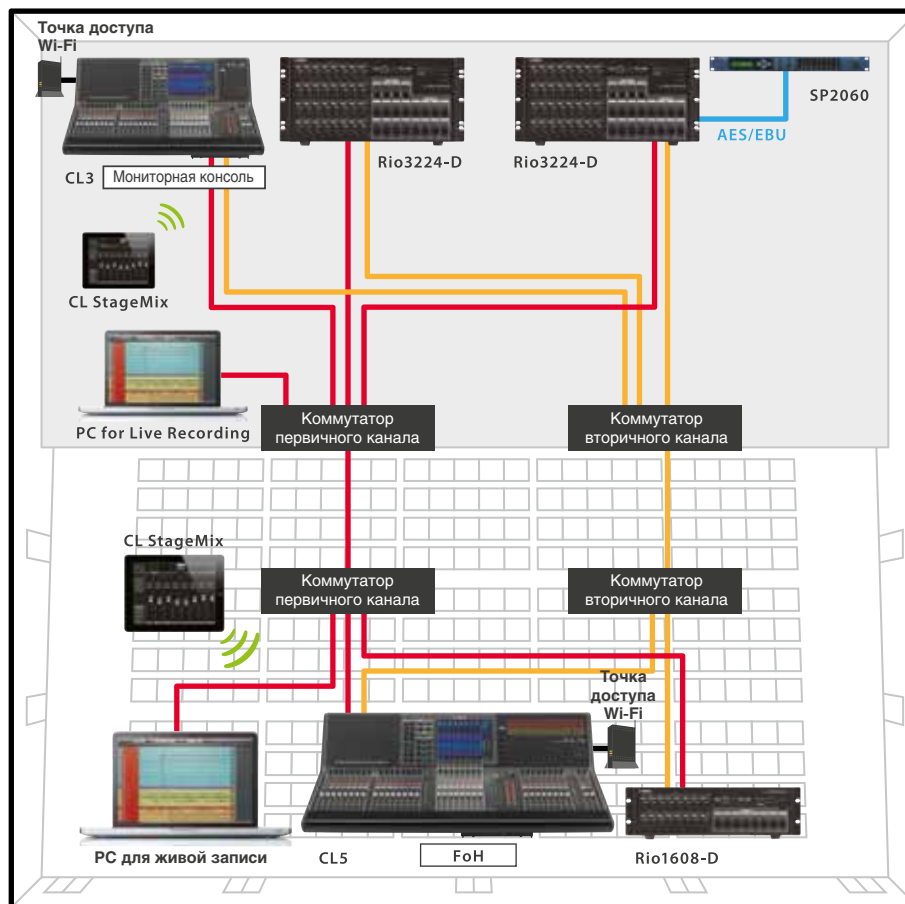 Точка доступа
Wi-Fi
SP2060
AES/EBU
Rio3224-D
Rio3224-D
CL3
Мониторная консоль
CL StageMix
PC for Live Recording
Коммутатор
первичного канала
Коммутатор
вторичного канала
CL StageMix
Коммутатор
первичного канала
Коммутатор
вторичного канала
Точка
доступа
Wi-Fi
PC для живой записи
CL5
FoH
Rio1608-D